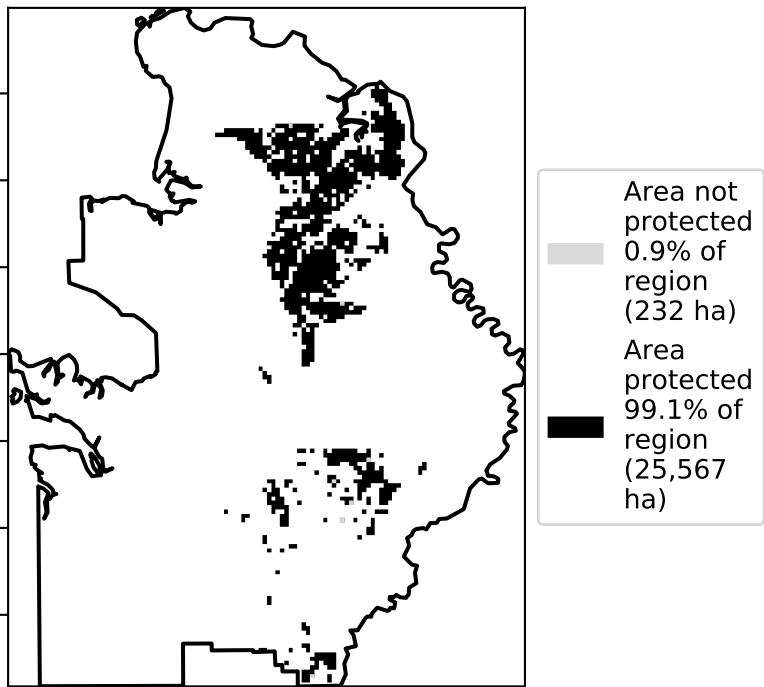 Area not
protected
0.9% of
region
(232 ha)
Area
protected
99.1% of
region
(25,567
ha)